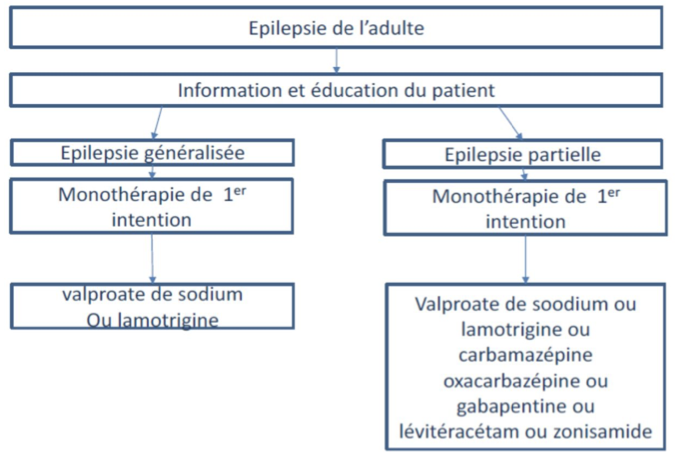 Epilepsie de l'adulte
Information et éducation du patient
Epilepsie généralisée
Monothérapie de 1er
intention
valproate de sodium
Ou lamotrigine
Epilepsie partielle
Monothérapie de 1er
intention
Valproate de soodium ou
lamotrigine ou
carbamazépine
oxacarbazépine ou
gabapentine ou
lévitéracétam ou zonisamide